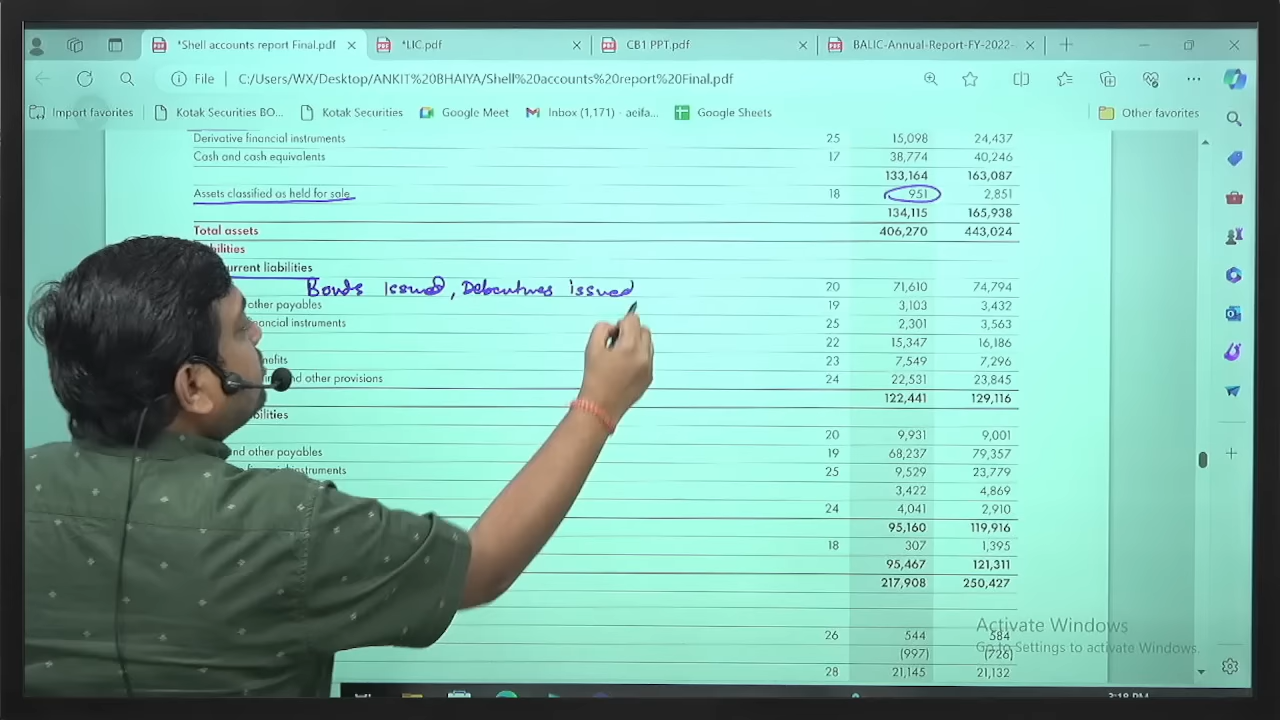 *Shell accounts report Final.pdf
*LIC.pdf
CB1 PPT.pdf
BALIC-Annual-Report-FY-2022-
File
C:/Users/WX/Desktop/ANKIT%20BHAIYA/Shell%20accounts%20report%20Final.pdf
Import favorites
Kotak Securities BO...
Kotak Securities
Google Meet
Inbox (1,171) - aeifa...
Google Sheets
Other favorites
Derivative financial instruments 25 15,098 24,437
Cash and cash equivalents 17 38,774 40,246
133,164 163,087
Assets classified as held for sale 18 951 2,851
134,115 165,938
Total assets 406,270 443,024
bilities
urrent liabilities
Bonds issued, Debentures issued 20 71,610 74,794
other payables 19 3,103 3,432
nancial instruments 25 2,301 3,563
22 15,347 16,186
nefits 23 7,549 7,296
and other provisions 24 22,531 23,845
122,441 129,116
bilities
20 9,931 9,001
and other payables 19 68,237 79,357
financial instruments 25 9,529 23,779
3,422 4,869
24 4,041 2,910
95,160 119,916
18 307 1,395
95,467 121,311
217,908 250,427
Activate Windows
26 544 584
Go to Settings to activate Windows.
(997) (726)
28 21,145 21,132
3:18 PM